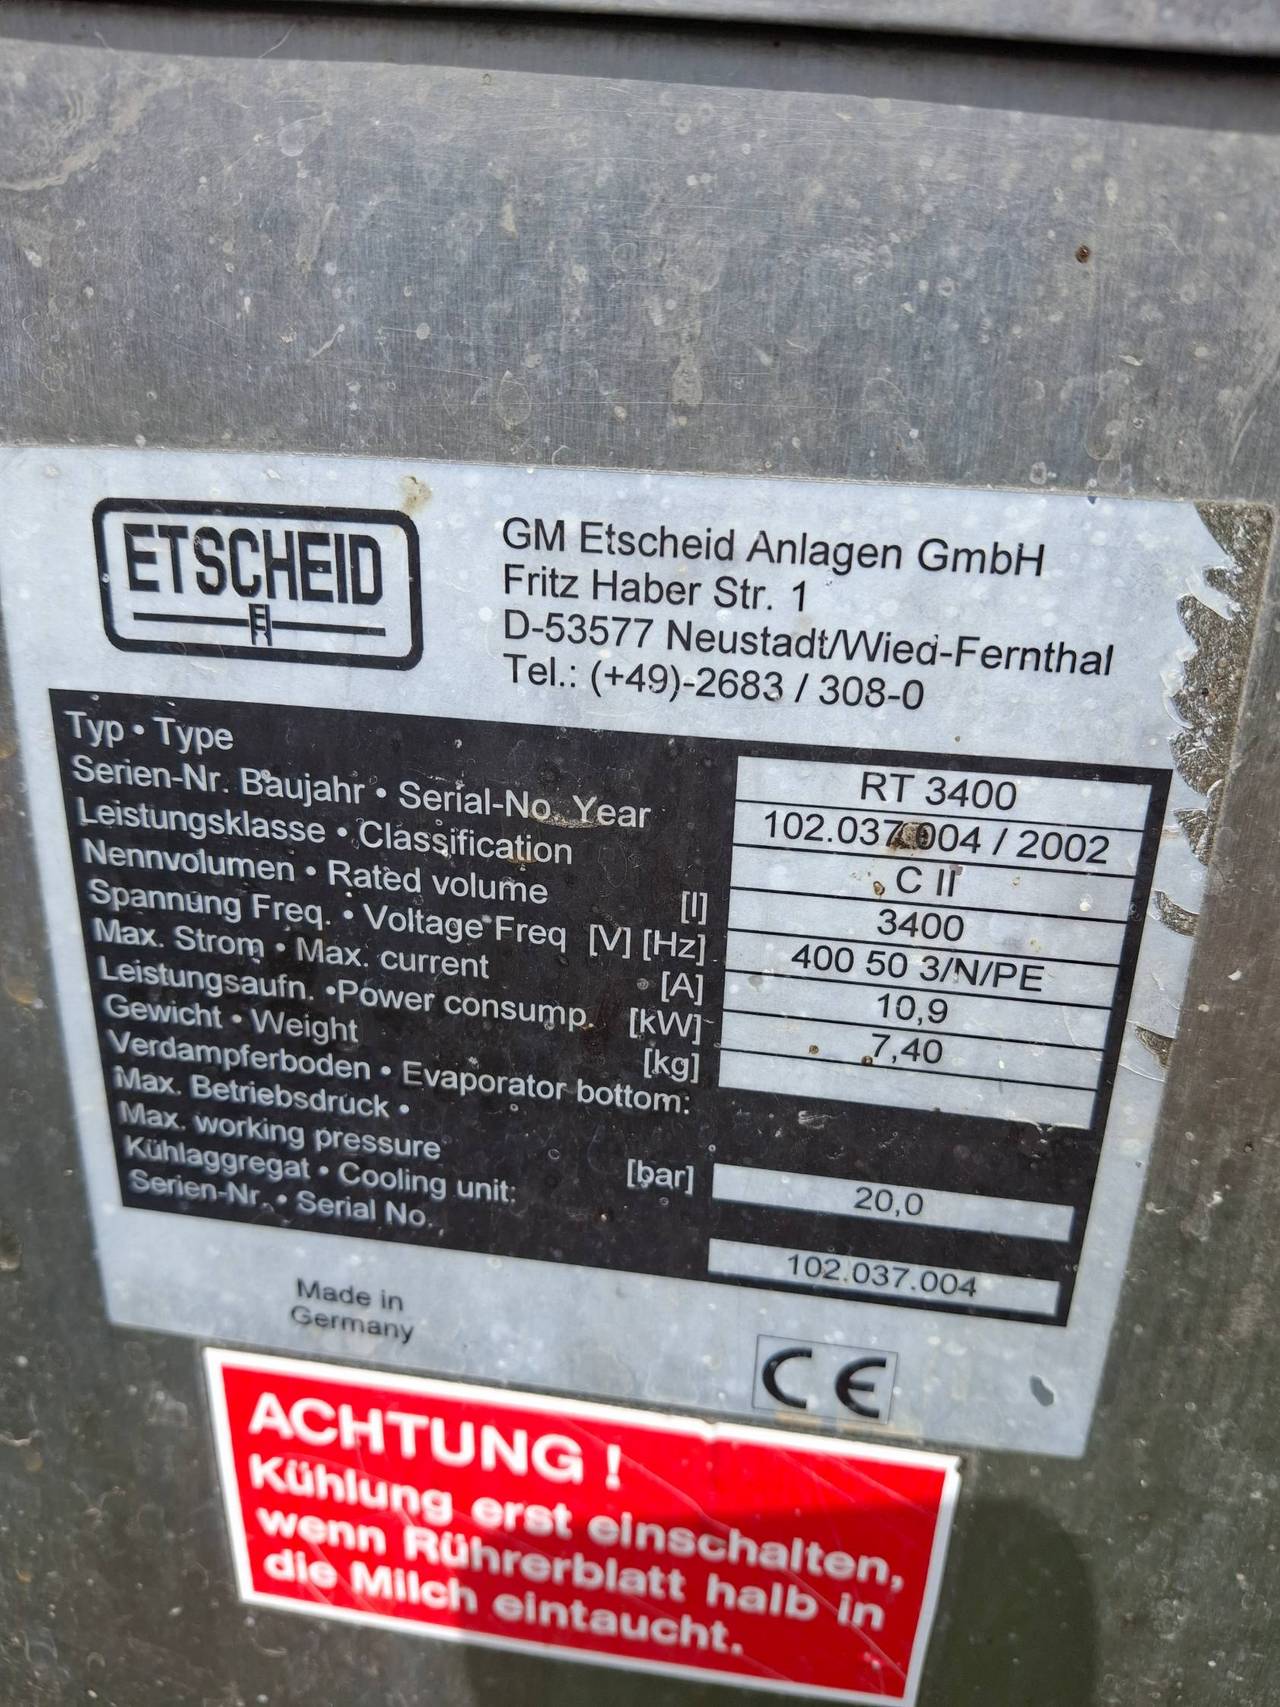 ETSCHEID
GM Etscheid Anlagen GmbH
Fritz Haber Str. 1
D-53577 Neustadt/Wied-Fernthal
Tel.: (+49)-2683 / 308-0
Typ • Type RT 3400
Serien-Nr. Baujahr • Serial-No. Year 102.037.004 / 2002
Leistungsklasse • Classification C II
Nennvolumen • Rated volume [l] 3400
Spannung Freq. • Voltage Freq [V] [Hz] 400 50 3/N/PE
Max. Strom • Max. current [A] 10,9
Leistungsaufn. • Power consump. [kW] 7,40
Gewicht • Weight [kg]
Verdampferboden • Evaporator bottom:
Max. Betriebsdruck •
Max. working pressure [bar] 20,0
Kühlaggregat • Cooling unit:
Serien-Nr. • Serial No. 102.037.004
Made in
Germany
CE
ACHTUNG !
Kühlung erst einschalten,
wenn Rührerblatt halb in
die Milch eintaucht.